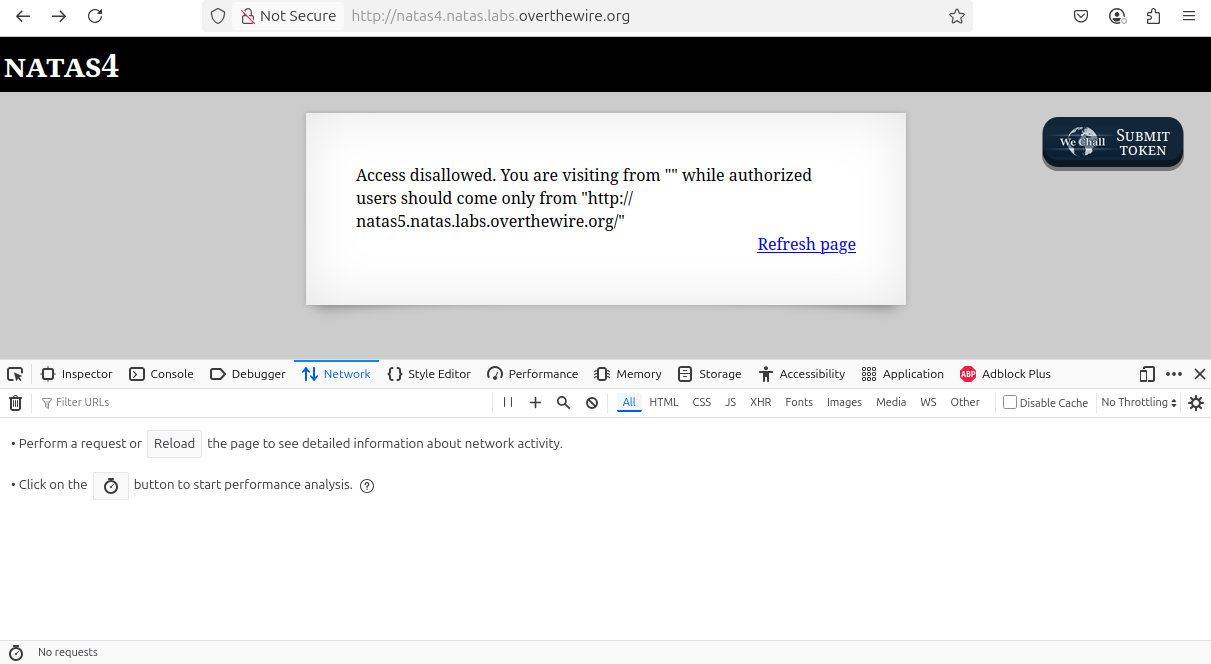 Not Secure http://natas4.natas.labs.overthewire.org
NATAS4
We Chall
SUBMIT
TOKEN
Access disallowed. You are visiting from "" while authorized
users should come only from "http://
natas5.natas.labs.overthewire.org/"
Refresh page
Inspector Console Debugger Network Style Editor Performance Memory Storage Accessibility Application ABP Adblock Plus
Filter URLs All HTML CSS JS XHR Fonts Images Media WS Other Disable Cache No Throttling
• Perform a request or Reload the page to see detailed information about network activity.
• Click on the button to start performance analysis. ?
No requests